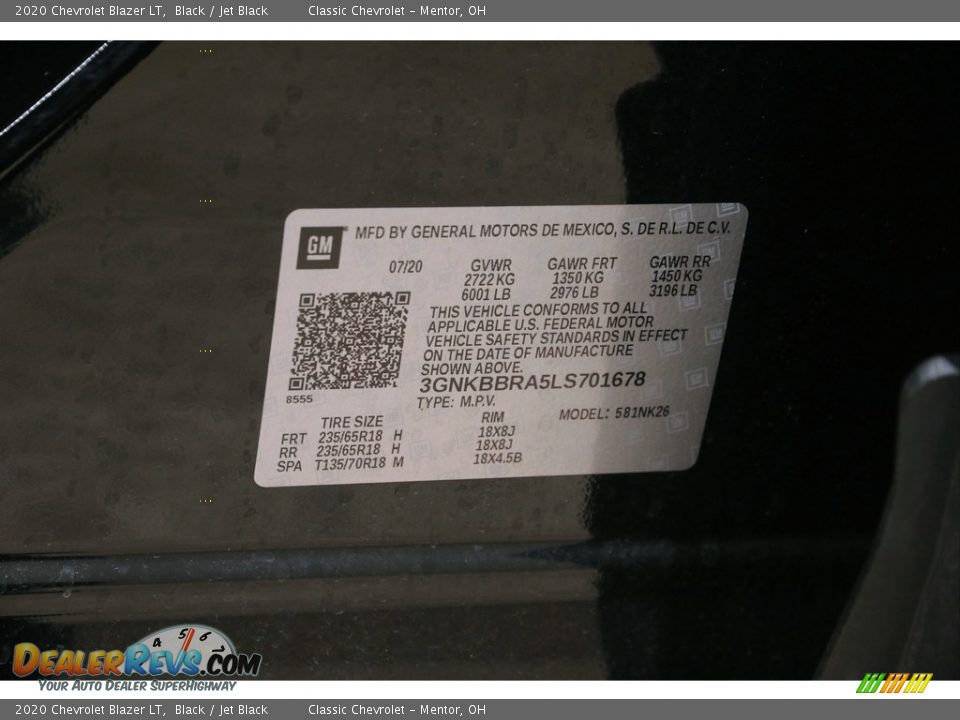 2020 Chevrolet Blazer LT, Black / Jet Black Classic Chevrolet – Mentor, OH
GM MFD BY GENERAL MOTORS DE MEXICO, S. DE R.L. DE C.V.
07/20 GVWR GAWR FRT GAWR RR
2722 KG 1350 KG 1450 KG
6001 LB 2976 LB 3196 LB
THIS VEHICLE CONFORMS TO ALL
APPLICABLE U.S. FEDERAL MOTOR
VEHICLE SAFETY STANDARDS IN EFFECT
ON THE DATE OF MANUFACTURE
SHOWN ABOVE.
3GNKBBRA5LS701678
8555
TYPE: M.P.V.
TIRE SIZE RIM MODEL: 581NK26
FRT 235/65R18 H 18X8J
RR 235/65R18 H 18X8J
SPA T135/70R18 M 18X4.5B
4 5 6
DealerRevs.com
Your Auto Dealer SuperHighway
2020 Chevrolet Blazer LT, Black / Jet Black Classic Chevrolet – Mentor, OH